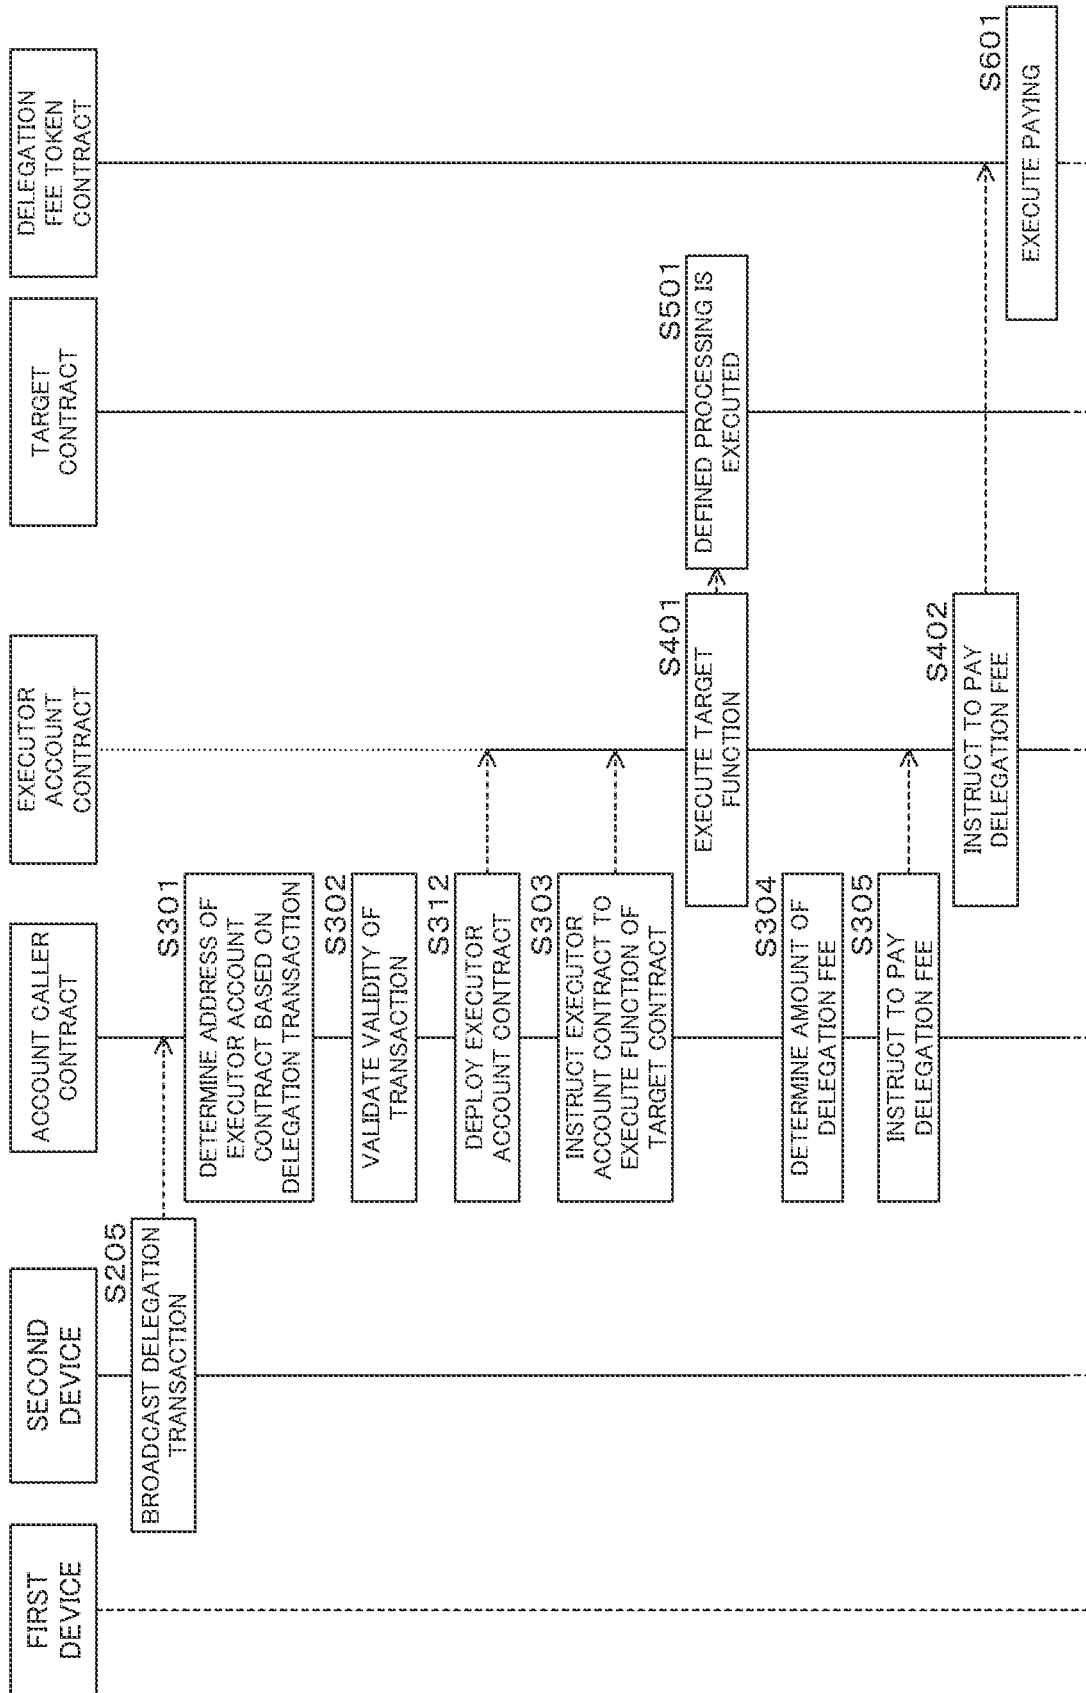 FIRST
DEVICE
SECOND
DEVICE
ACCOUNT CALLER
CONTRACT
EXECUTOR
ACCOUNT
CONTRACT
TARGET
CONTRACT
DELEGATION
FEE TOKEN
CONTRACT
S205
BROADCAST DELEGATION
TRANSACTION
S301
DETERMINE ADDRESS OF
EXECUTOR ACCOUNT
CONTRACT BASED ON
DELEGATION TRANSACTION
S302
VALIDATE VALIDITY OF
TRANSACTION
S312
DEPLOY EXECUTOR
ACCOUNT CONTRACT
S303
INSTRUCT EXECUTOR
ACCOUNT CONTRACT TO
EXECUTE FUNCTION OF
TARGET CONTRACT
S401
EXECUTE TARGET
FUNCTION
S501
DEFINED PROCESSING IS
EXECUTED
S304
DETERMINE AMOUNT OF
DELEGATION FEE
S305
INSTRUCT TO PAY
DELEGATION FEE
S402
INSTRUCT TO PAY
DELEGATION FEE
S601
EXECUTE PAYING